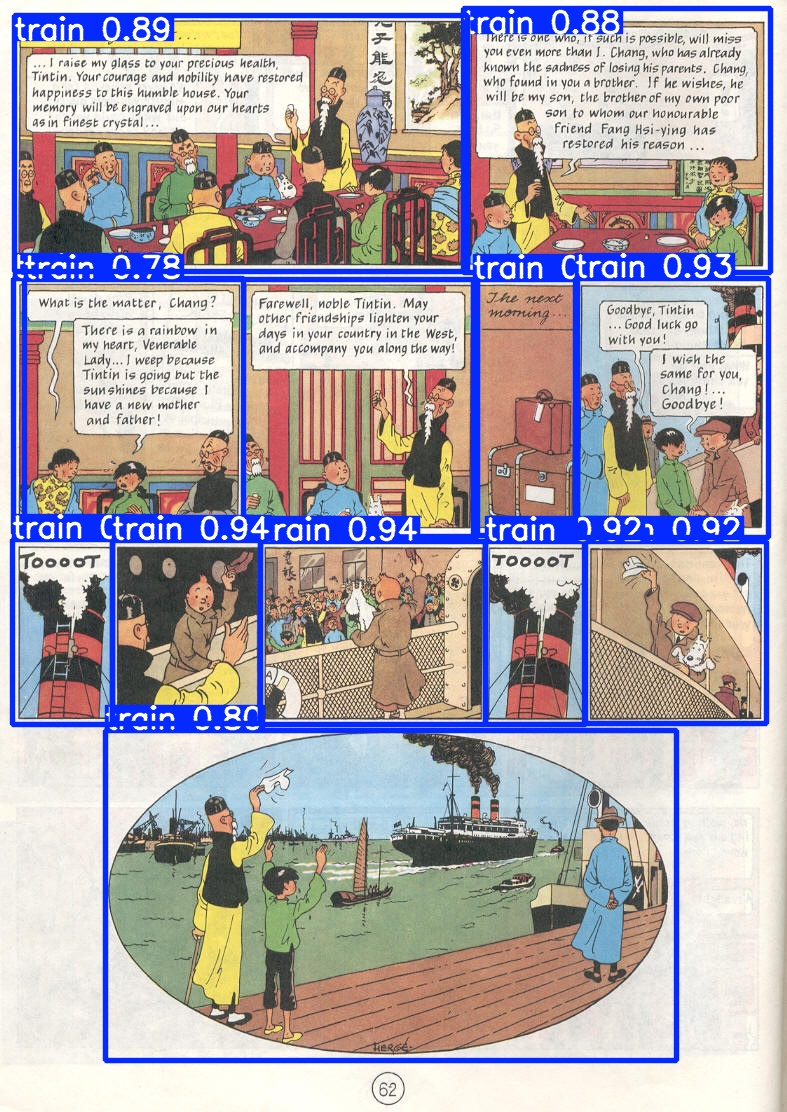 train 0.89
... I raise my glass to your precious health,
Tintin. Your courage and nobility have restored
happiness to this humble house. Your
memory will be engraved upon our hearts
as in finest crystal...
train 0.88
There is one who, if such is possible, will miss
you even more than I. Chang, who has already
known the sadness of losing his parents. Chang,
who found in you a brother. If he wishes, he
will be my son, the brother of my own poor
son to whom our honourable
friend Fang Hsi-ying has
restored his reason ...
train 0.78
What is the matter, Chang?
There is a rainbow in
my heart, Venerable
Lady... I weep because
Tintin is going but the
sun shines because I
have a new mother
and father!
Farewell, noble Tintin. May
other friendships lighten your
days in your country in the West,
and accompany you along the way!
train
The next
morning...
train 0.93
Goodbye, Tintin
... Good luck go
with you!
I wish the
same for you,
Chang!...
Goodbye!
train
TOOOOT
train 0.94
rain 0.94
train 0.92
TOOOOT
0.92
train 0.80
HERGÉ
62